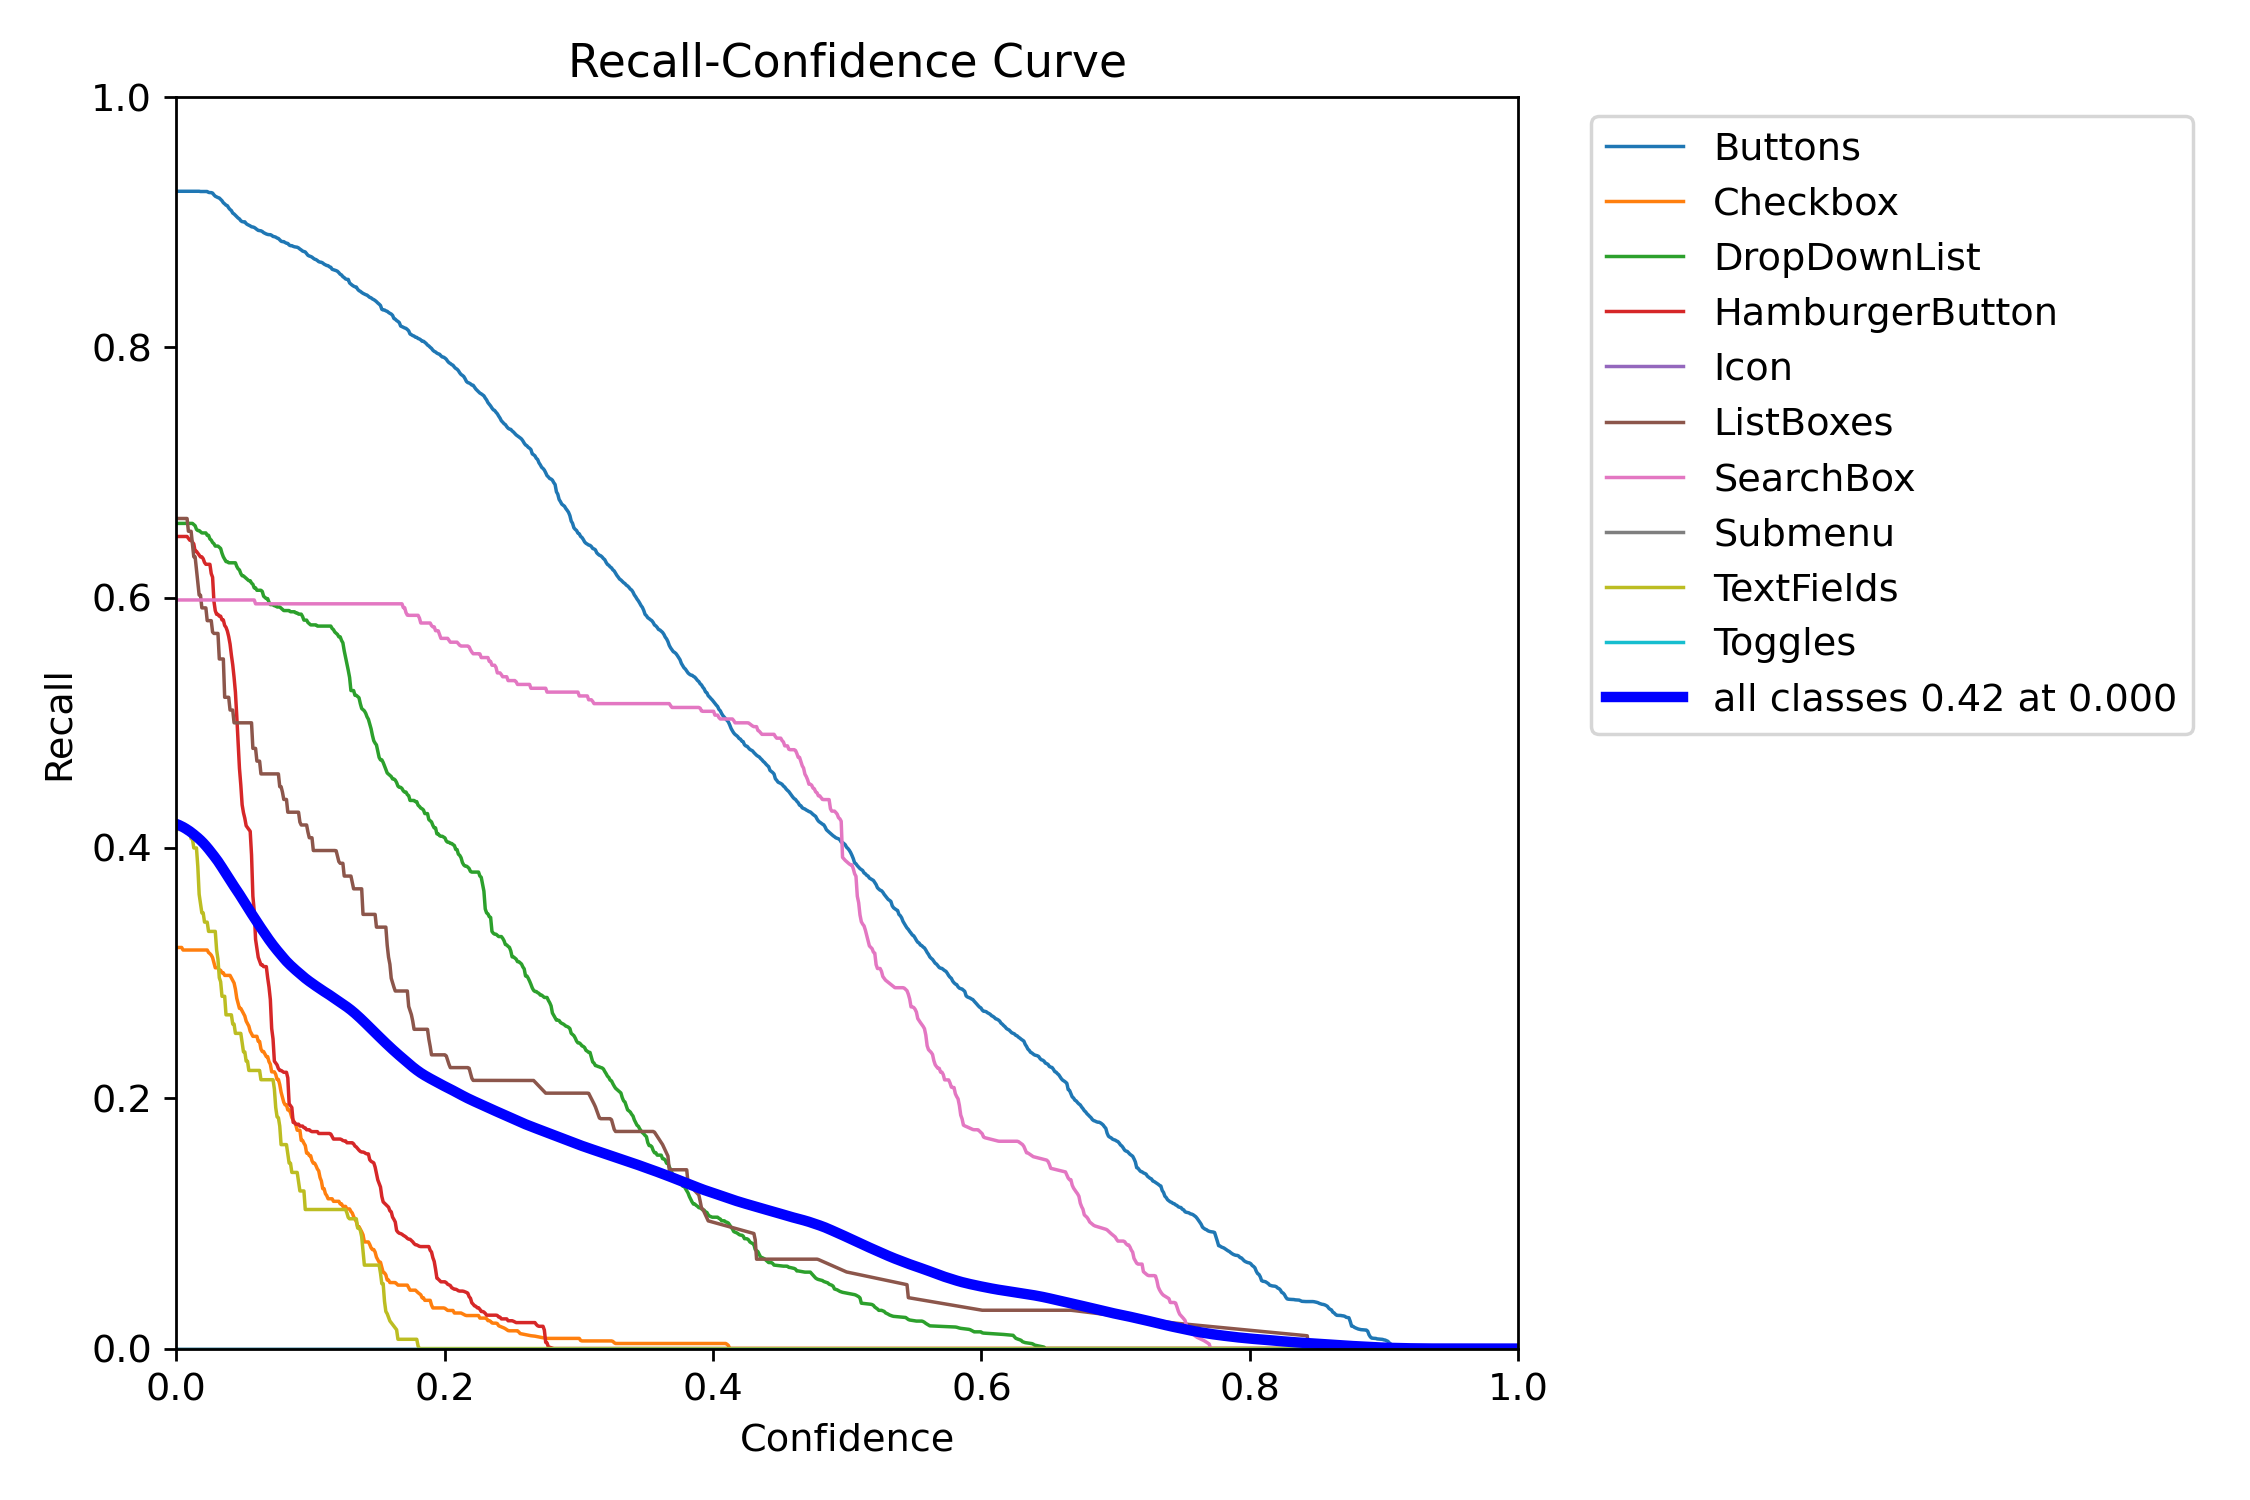 Recall-Confidence Curve
1.0
0.8
0.6
0.4
0.2
0.0
Recall
0.0 0.2 0.4 0.6 0.8 1.0
Confidence
Buttons
Checkbox
DropDownList
HamburgerButton
Icon
ListBoxes
SearchBox
Submenu
TextFields
Toggles
all classes 0.42 at 0.000